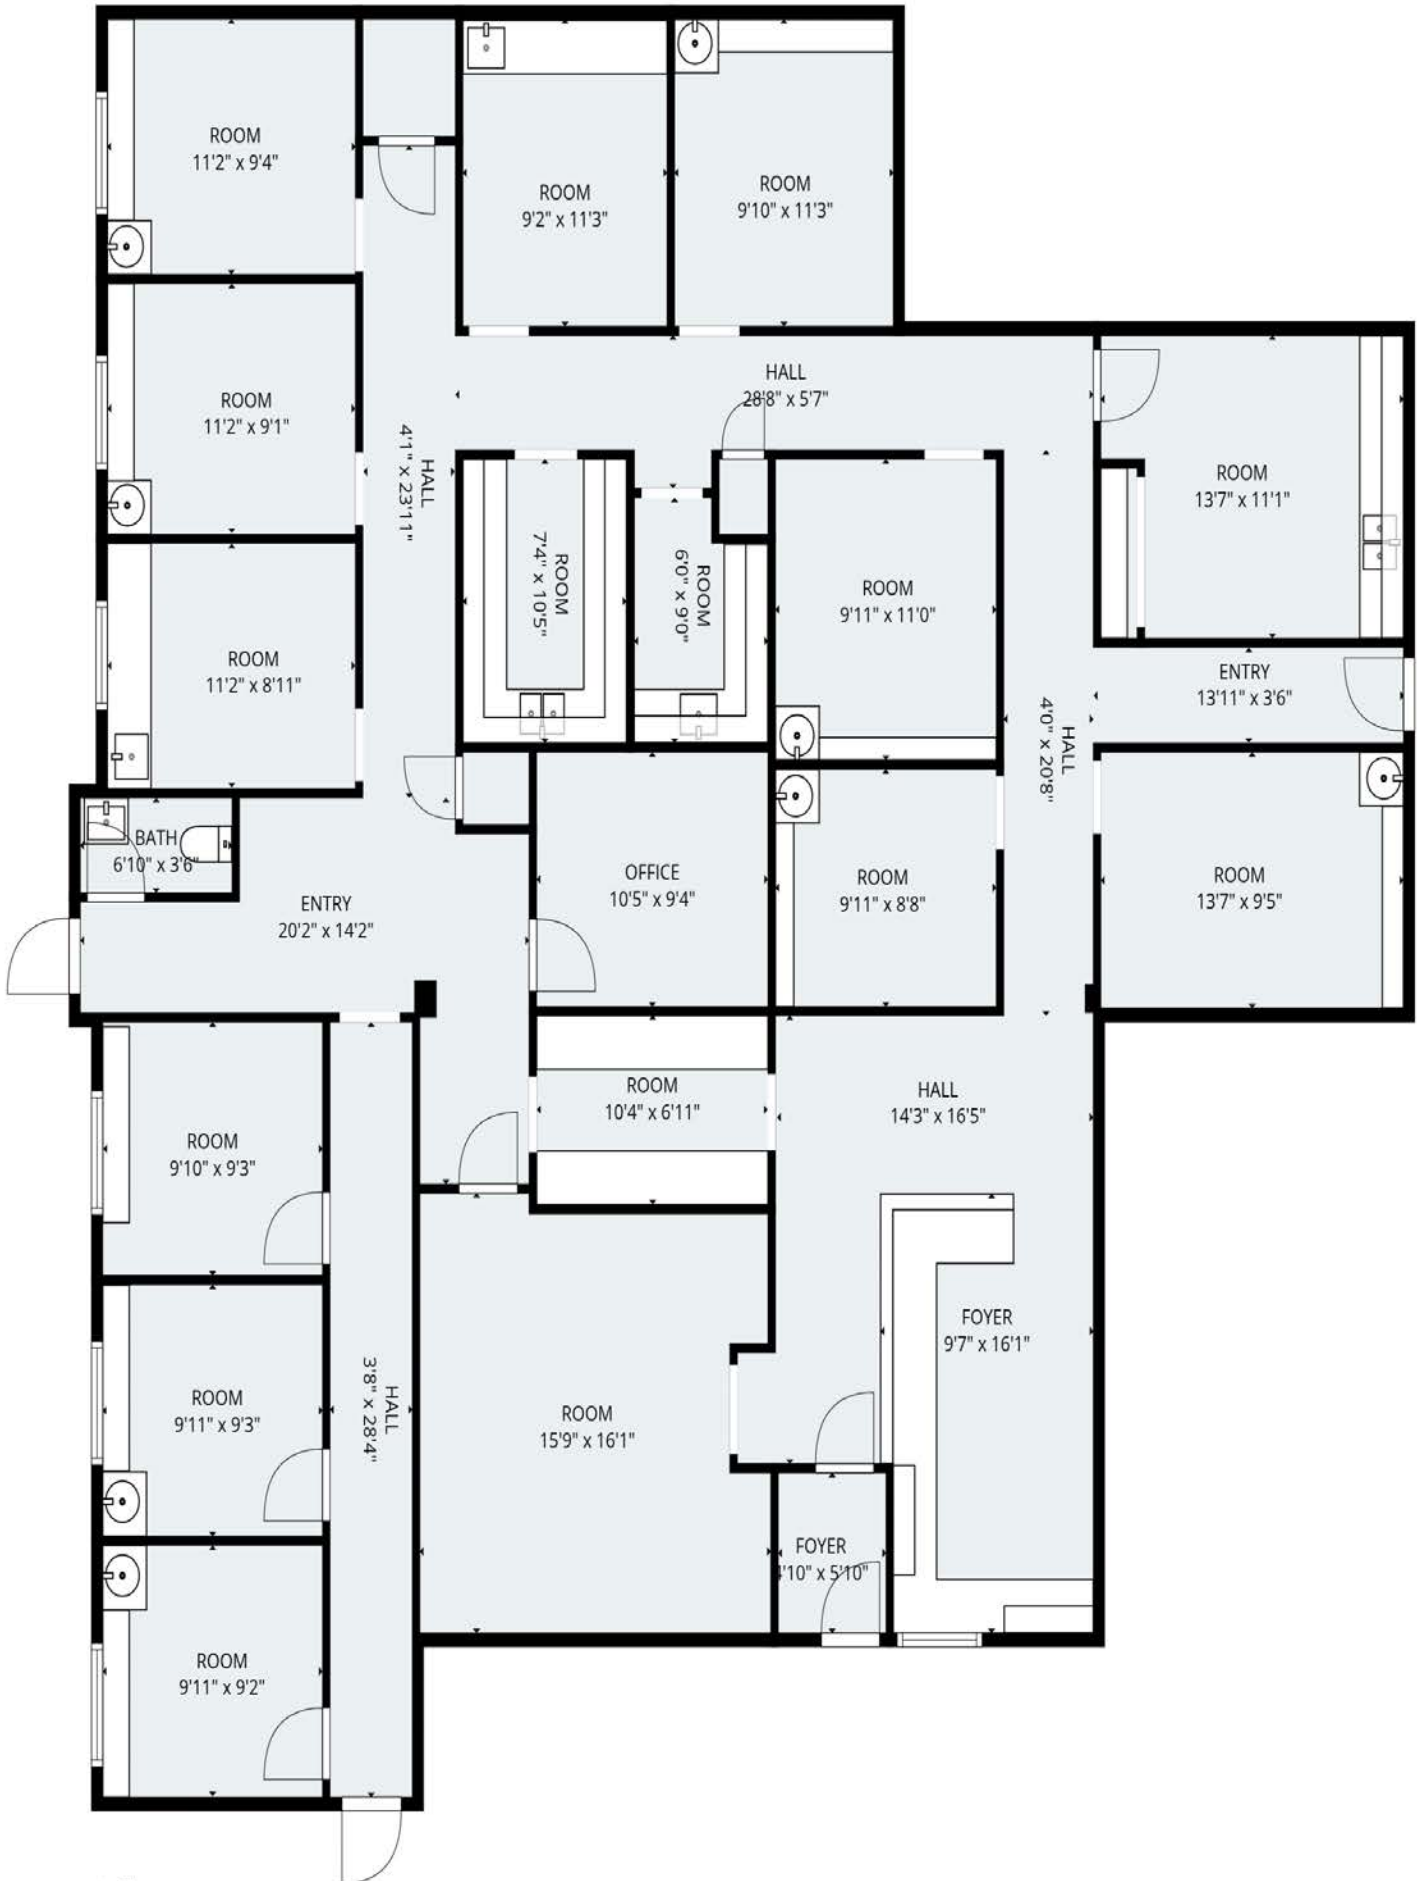 ROOM
11'2" x 9'4"
ROOM
9'2" x 11'3"
ROOM
9'10" x 11'3"
ROOM
11'2" x 9'1"
HALL
4'1" x 23'11"
HALL
28'8" x 5'7"
ROOM
13'7" x 11'1"
ROOM
7'4" x 10'5"
ROOM
6'0" x 9'0"
ROOM
9'11" x 11'0"
ROOM
11'2" x 8'11"
ENTRY
13'11" x 3'6"
HALL
4'0" x 20'8"
BATH
6'10" x 3'6"
ENTRY
20'2" x 14'2"
OFFICE
10'5" x 9'4"
ROOM
9'11" x 8'8"
ROOM
13'7" x 9'5"
ROOM
9'10" x 9'3"
ROOM
10'4" x 6'11"
HALL
14'3" x 16'5"
FOYER
9'7" x 16'1"
ROOM
9'11" x 9'3"
HALL
3'8" x 28'4"
ROOM
15'9" x 16'1"
FOYER
4'10" x 5'10"
ROOM
9'11" x 9'2"